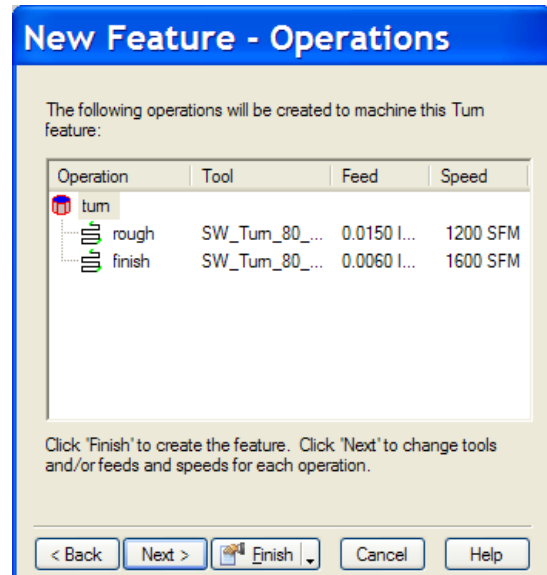 New Feature - Operations
The following operations will be created to machine this Turn
feature:
Operation Tool Feed Speed
turn
rough SW_Turn_80_... 0.0150 I... 1200 SFM
finish SW_Turn_80_... 0.0060 I... 1600 SFM
Click 'Finish' to create the feature. Click 'Next' to change tools
and/or feeds and speeds for each operation.
< Back Next > Finish Cancel Help